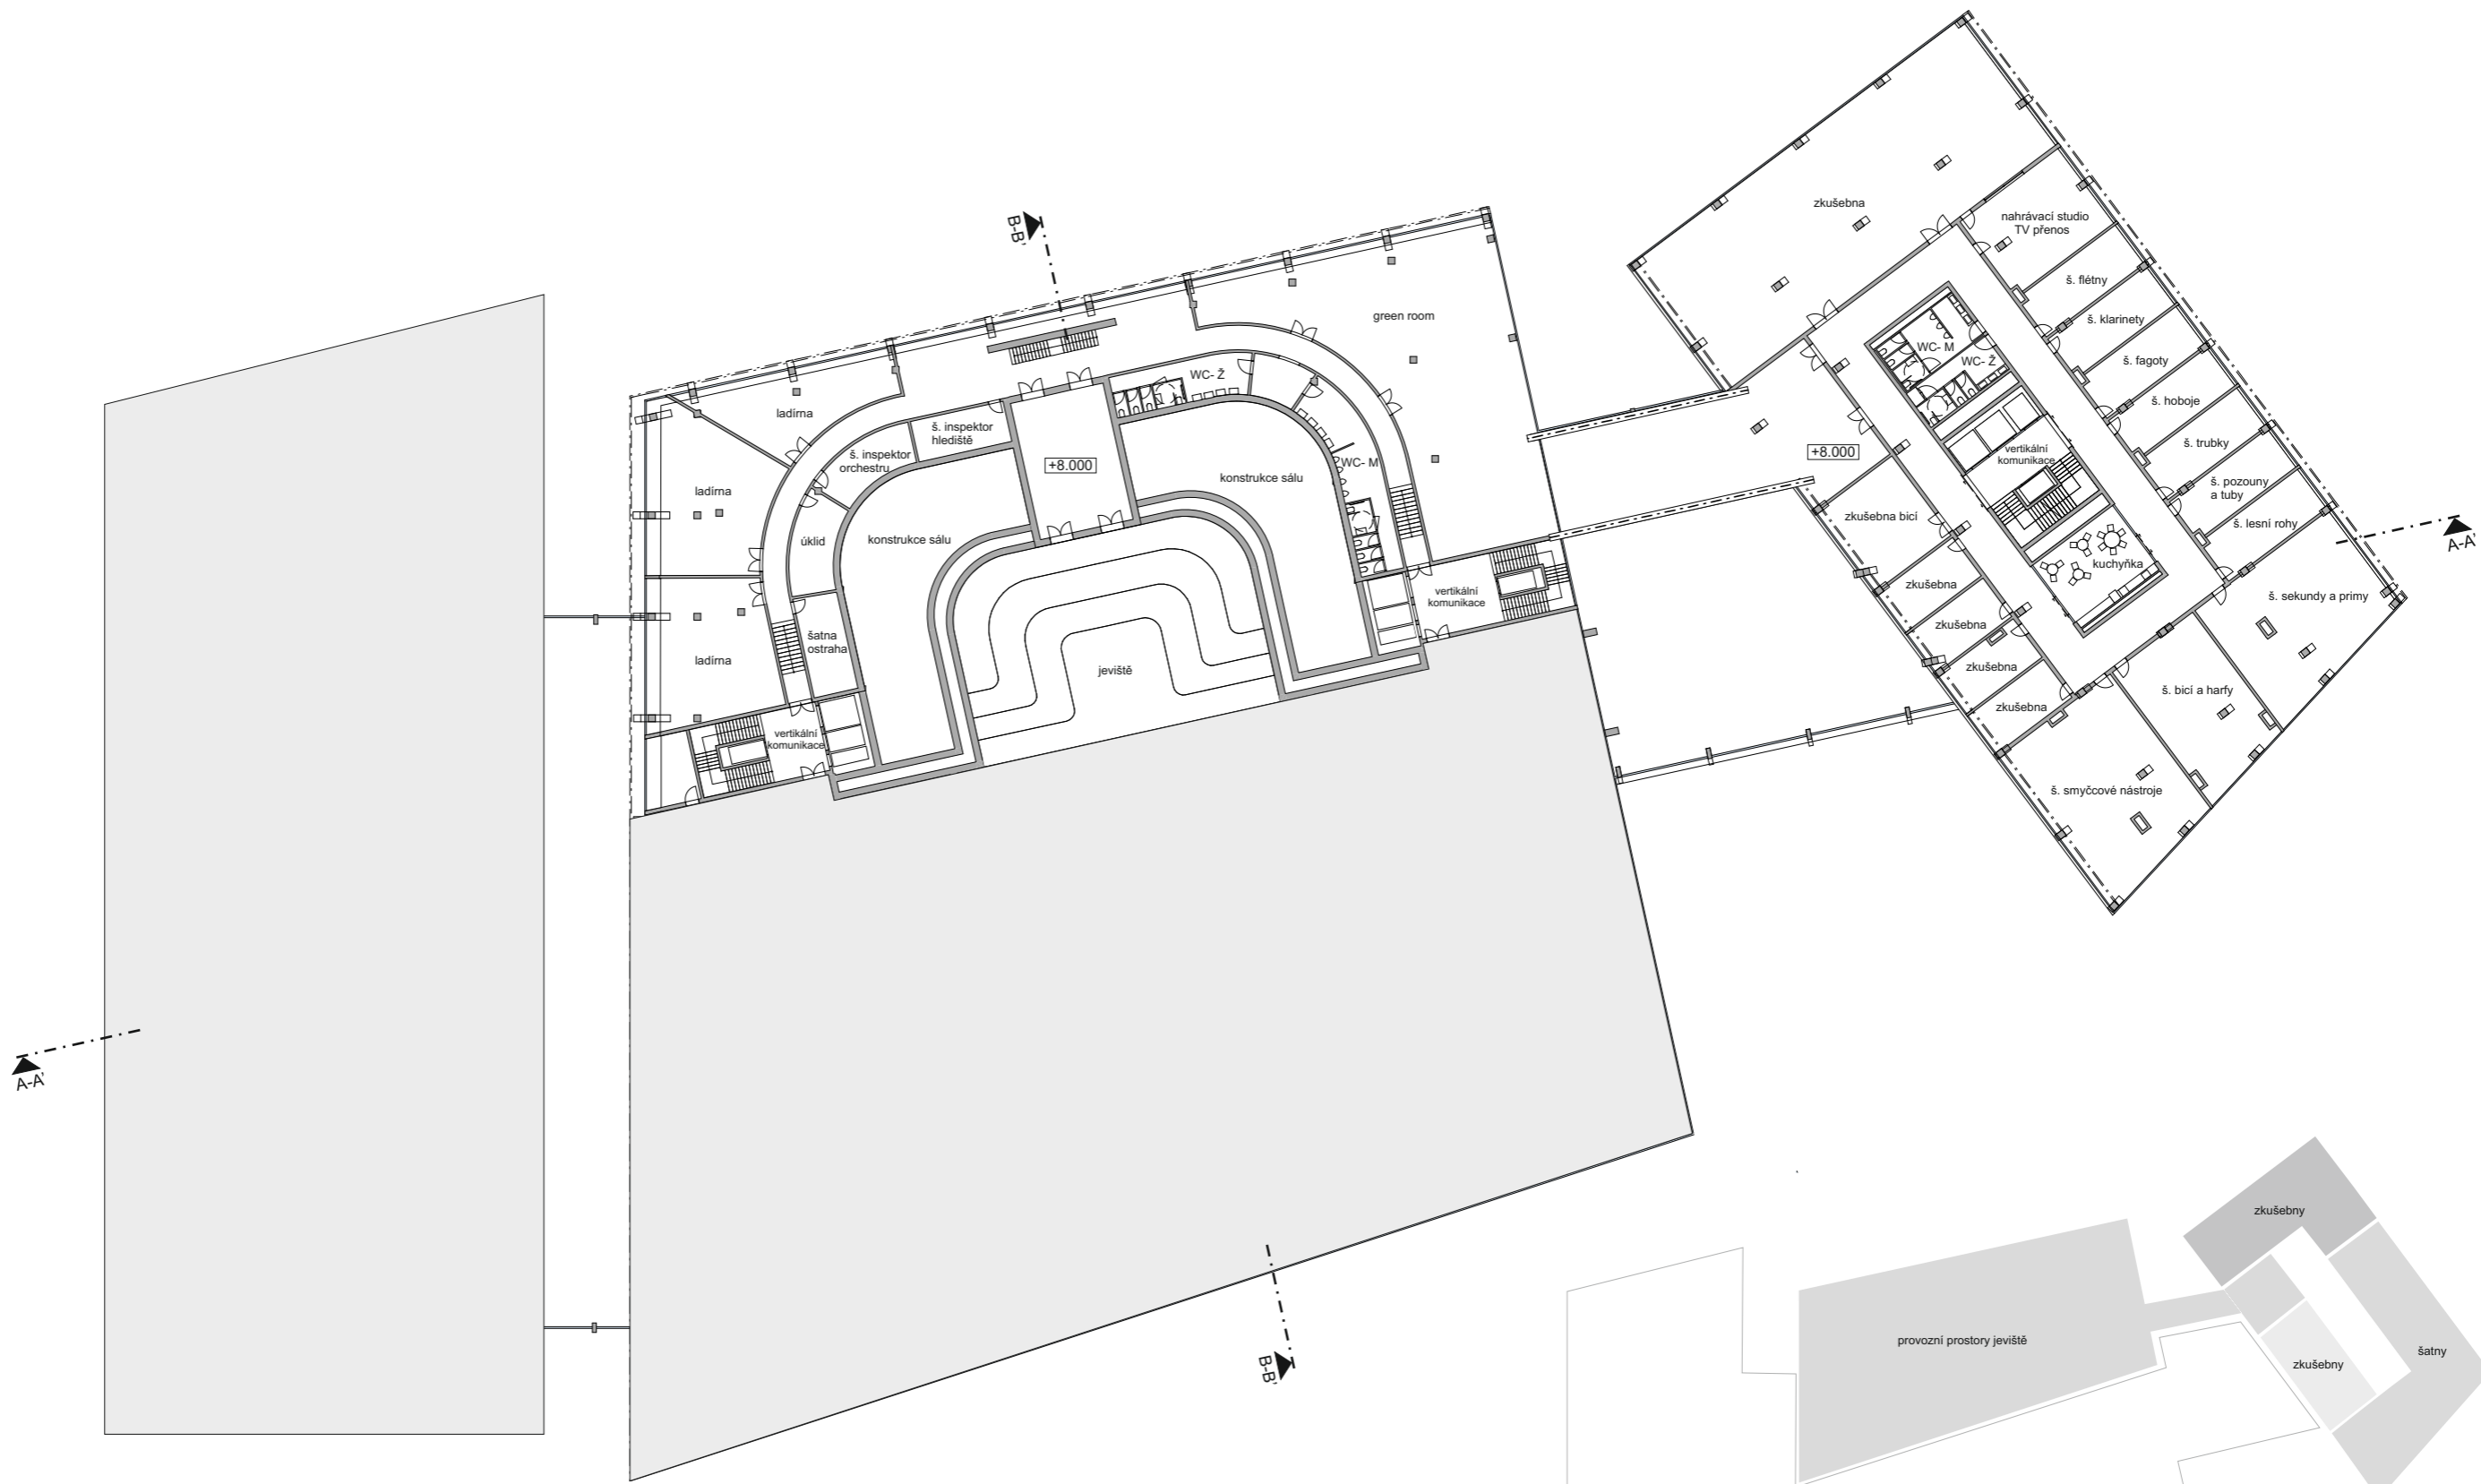 B-B'
ladírna
ladírna
ladírna
š. inspektor
hlediště
š. inspektor
orchestru
úklid
šatna
ostraha
konstrukce sálu
+8.000
WC- Ž
green room
konstrukce sálu
WC- M
jeviště
vertikální
komunikace
vertikální
komunikace
zkušebna
nahrávací studio
TV přenos
š. flétny
š. klarinety
š. fagoty
š. hoboje
š. trubky
š. pozouny
a tuby
š. lesní rohy
š. sekundy a primy
š. bicí a harfy
š. smyčcové nástroje
WC- M
WC- Ž
vertikální
komunikace
kuchyňka
+8.000
zkušebna bicí
zkušebna
zkušebna
zkušebna
zkušebna
A-A'
A-A'
B-B'
zkušebny
provozní prostory jeviště
zkušebny
šatny